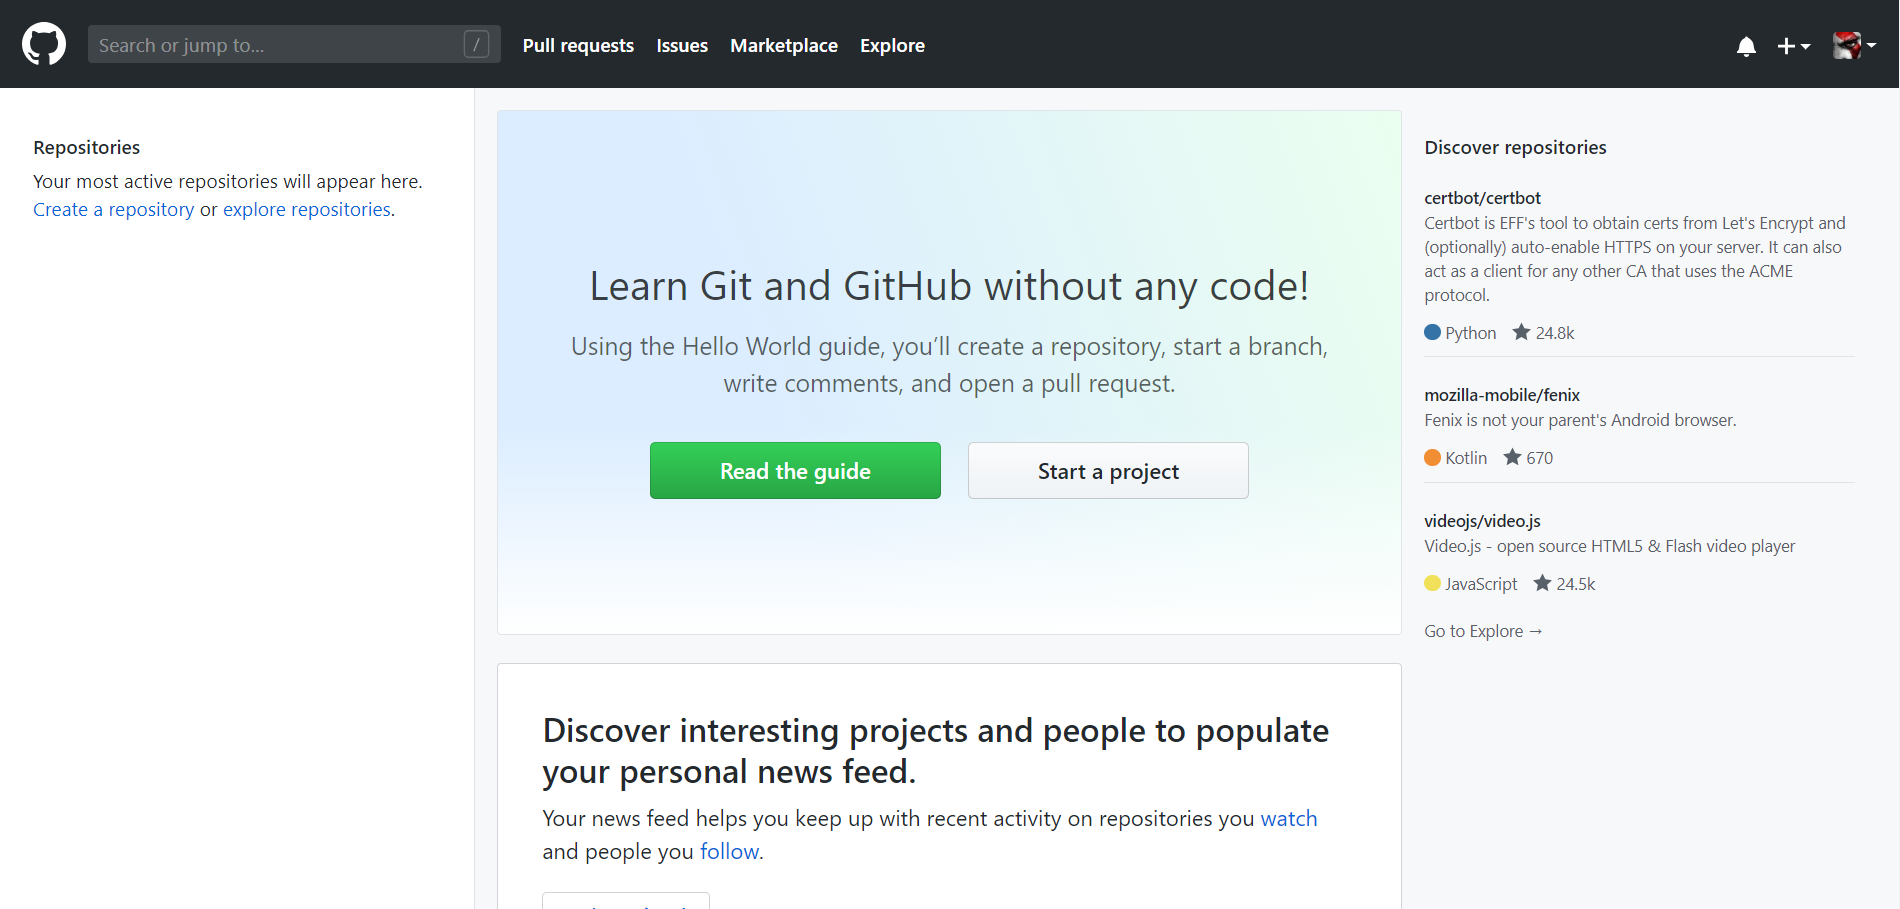 Search or jump to...
/
Pull requests
Issues
Marketplace
Explore
Repositories
Your most active repositories will appear here.
Create a repository or explore repositories.
Learn Git and GitHub without any code!
Using the Hello World guide, you’ll create a repository, start a branch,
write comments, and open a pull request.
Read the guide
Start a project
Discover interesting projects and people to populate
your personal news feed.
Your news feed helps you keep up with recent activity on repositories you watch
and people you follow.
Discover repositories
certbot/certbot
Certbot is EFF's tool to obtain certs from Let's Encrypt and
(optionally) auto-enable HTTPS on your server. It can also
act as a client for any other CA that uses the ACME
protocol.
Python 24.8k
mozilla-mobile/fenix
Fenix is not your parent's Android browser.
Kotlin 670
videojs/video.js
Video.js - open source HTML5 & Flash video player
JavaScript 24.5k
Go to Explore →